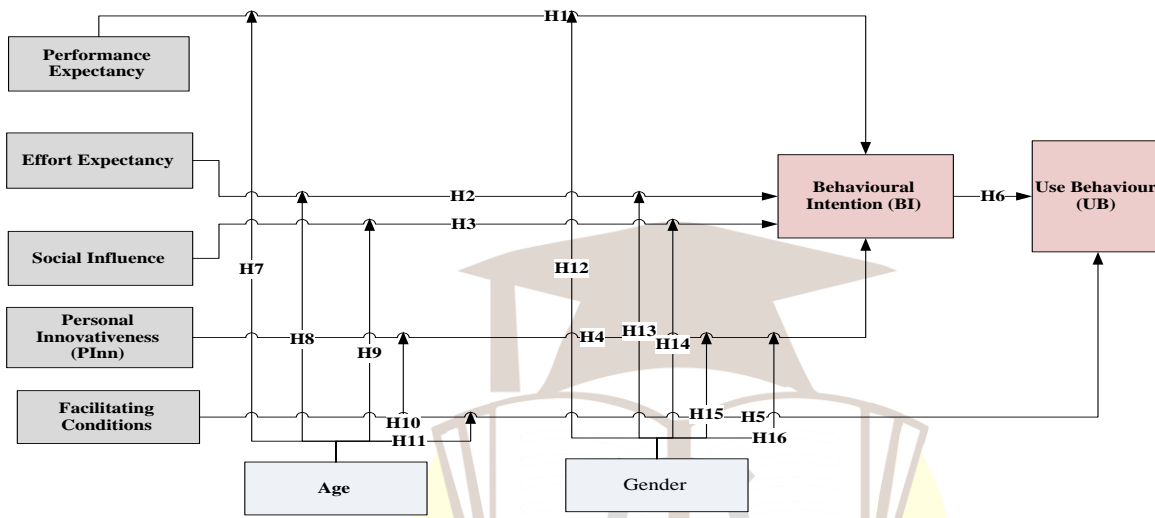 H1
Performance
Expectancy
Effort Expectancy
H2
Behavioural
Intention (BI)
H6
Use Behaviour
(UB)
H3
Social Influence
H7
H12
Personal
Innovativeness
(PInn)
H8
H9
H4
H13
H14
Facilitating
Conditions
H10
H11
H15
H5
H16
Age
Gender